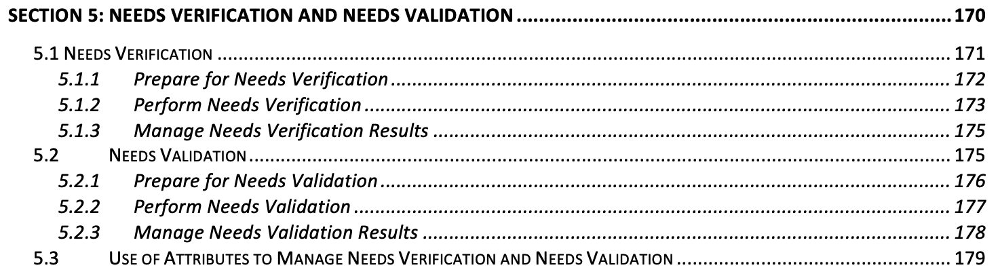 SECTION 5: NEEDS VERIFICATION AND NEEDS VALIDATION ........ 170
5.1 NEEDS VERIFICATION ........ 171
5.1.1 Prepare for Needs Verification ........ 172
5.1.2 Perform Needs Verification ........ 173
5.1.3 Manage Needs Verification Results ........ 175
5.2 NEEDS VALIDATION ........ 175
5.2.1 Prepare for Needs Validation ........ 176
5.2.2 Perform Needs Validation ........ 177
5.2.3 Manage Needs Validation Results ........ 178
5.3 USE OF ATTRIBUTES TO MANAGE NEEDS VERIFICATION AND NEEDS VALIDATION ........ 179